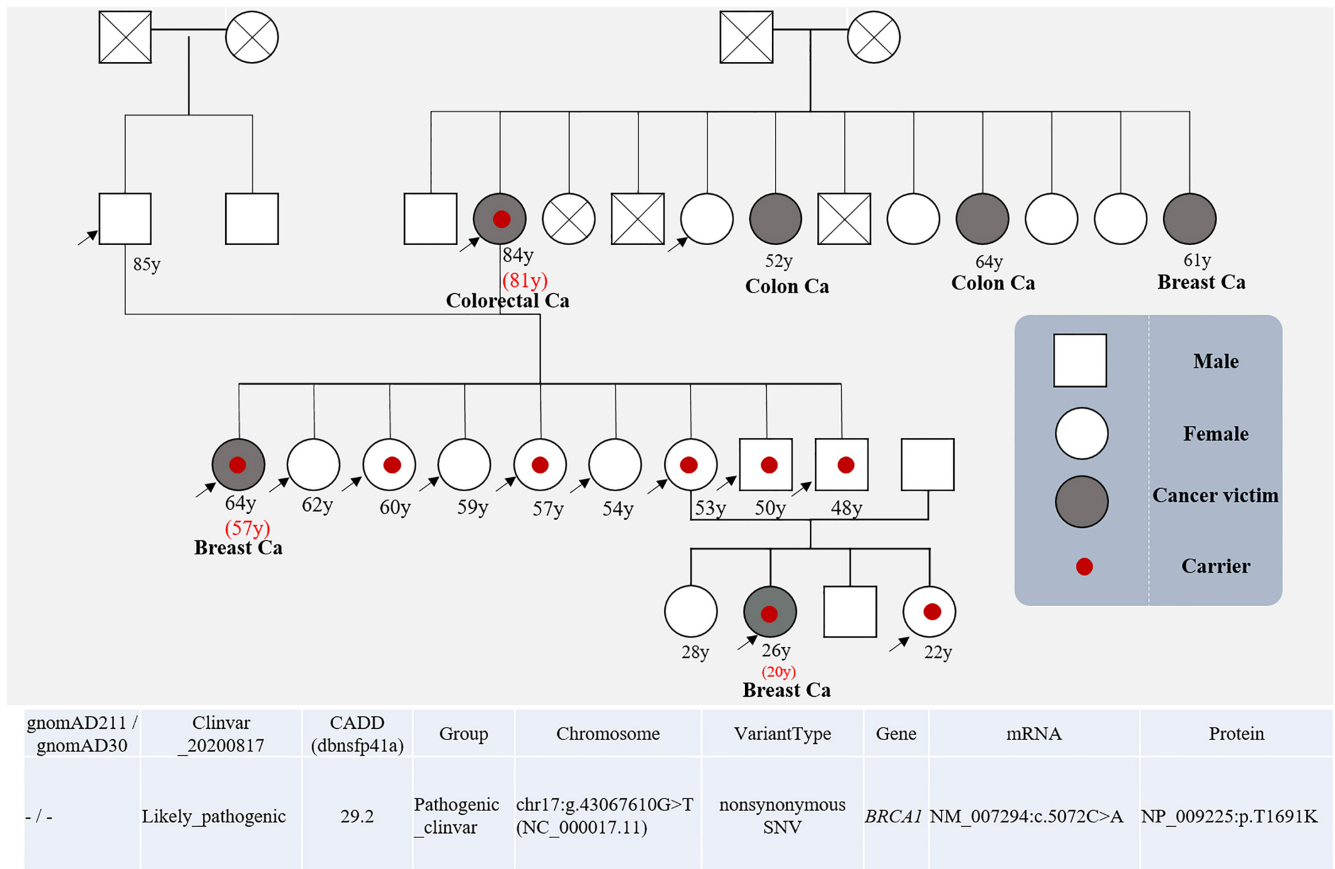 85y
84y
(81y)
Colorectal Ca
52y
Colon Ca
64y
Colon Ca
61y
Breast Ca
Male
Female
Cancer victim
Carrier
64y
(57y)
Breast Ca
62y
60y
59y
57y
54y
53y
50y
48y
28y
26y
(20y)
Breast Ca
22y
gnomAD211 /
gnomAD30
Clinvar
_20200817
CADD
(dbnsfp41a)
Group
Chromosome
VariantType
Gene
mRNA
Protein
- / -
Likely_pathogenic
29.2
Pathogenic
_clinvar
chr17:g.43067610G>T
(NC_000017.11)
nonsynonymous
SNV
BRCA1
NM_007294:c.5072C>A
NP_009225:p.T1691K